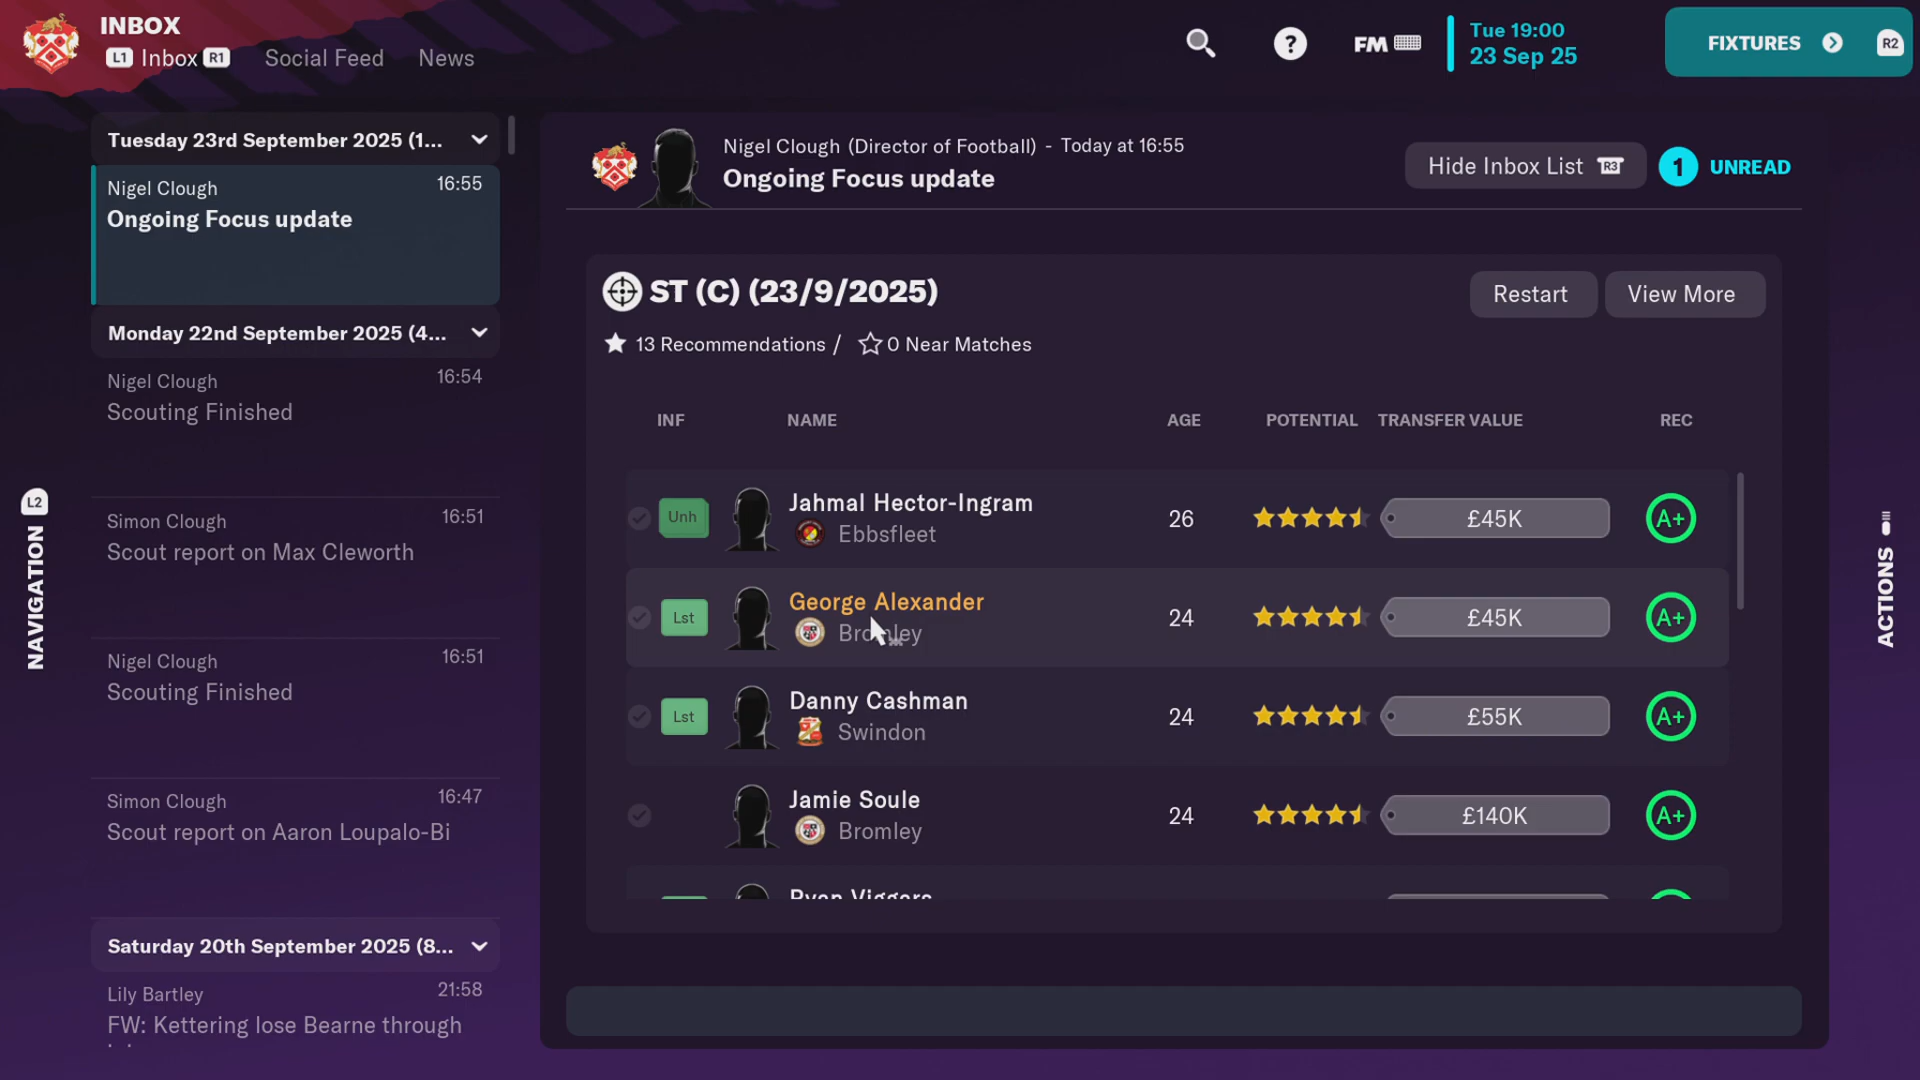 INBOX
L1 Inbox R1 Social Feed News
? FM
Tue 19:00
23 Sep 25
FIXTURES R2
Tuesday 23rd September 2025 (1...
Nigel Clough 16:55
Ongoing Focus update
Monday 22nd September 2025 (4...
Nigel Clough 16:54
Scouting Finished
Simon Clough 16:51
Scout report on Max Cleworth
Nigel Clough 16:51
Scouting Finished
Simon Clough 16:47
Scout report on Aaron Loupalo-Bi
Saturday 20th September 2025 (8...
Lily Bartley 21:58
FW: Kettering lose Bearne through
L2
NAVIGATION
Nigel Clough (Director of Football) - Today at 16:55
Ongoing Focus update
Hide Inbox List R3
1 UNREAD
ST (C) (23/9/2025)
Restart View More
13 Recommendations / 0 Near Matches
INF NAME AGE POTENTIAL TRANSFER VALUE REC
Unh Jahmal Hector-Ingram 26 £45K A+
Ebbsfleet
Lst George Alexander 24 £45K A+
Bromley
Lst Danny Cashman 24 £55K A+
Swindon
Jamie Soule 24 £140K A+
Bromley
Ryan Viggars
ACTIONS